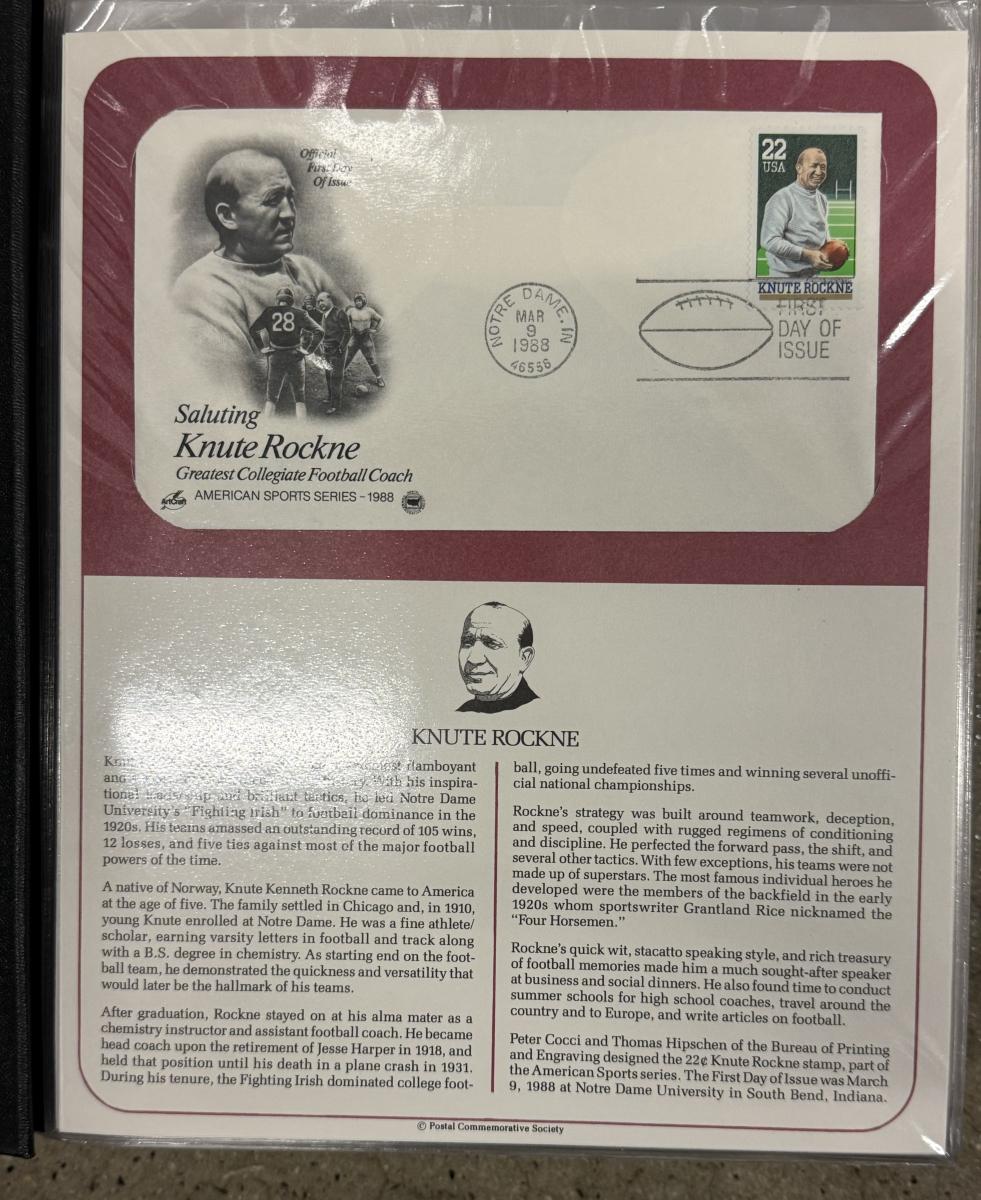 Official
First Day
Of Issue
22
USA
KNUTE ROCKNE
28
NOTRE DAME, IN
MAR
9
1988
46556
FIRST
DAY OF
ISSUE
Saluting
Knute Rockne
Greatest Collegiate Football Coach
ArtCraft
AMERICAN SPORTS SERIES - 1988
KNUTE ROCKNE
flamboyant
and
With his inspira-
tional leadership and brilliant tactics, he led Notre Dame
University's "Fighting Irish" to football dominance in the
1920s. His teams amassed an outstanding record of 105 wins,
12 losses, and five ties against most of the major football
powers of the time.
A native of Norway, Knute Kenneth Rockne came to America
at the age of five. The family settled in Chicago and, in 1910,
young Knute enrolled at Notre Dame. He was a fine athlete/
scholar, earning varsity letters in football and track along
with a B.S. degree in chemistry. As starting end on the foot-
ball team, he demonstrated the quickness and versatility that
would later be the hallmark of his teams.
After graduation, Rockne stayed on at his alma mater as a
chemistry instructor and assistant football coach. He became
head coach upon the retirement of Jesse Harper in 1918, and
held that position until his death in a plane crash in 1931.
During his tenure, the Fighting Irish dominated college foot-
ball, going undefeated five times and winning several unoffi-
cial national championships.
Rockne's strategy was built around teamwork, deception,
and speed, coupled with rugged regimens of conditioning
and discipline. He perfected the forward pass, the shift, and
several other tactics. With few exceptions, his teams were not
made up of superstars. The most famous individual heroes he
developed were the members of the backfield in the early
1920s whom sportswriter Grantland Rice nicknamed the
"Four Horsemen."
Rockne's quick wit, stacatto speaking style, and rich treasury
of football memories made him a much sought-after speaker
at business and social dinners. He also found time to conduct
summer schools for high school coaches, travel around the
country and to Europe, and write articles on football.
Peter Cocci and Thomas Hipschen of the Bureau of Printing
and Engraving designed the 22¢ Knute Rockne stamp, part of
the American Sports series. The First Day of Issue was March
9, 1988 at Notre Dame University in South Bend, Indiana.
© Postal Commemorative Society